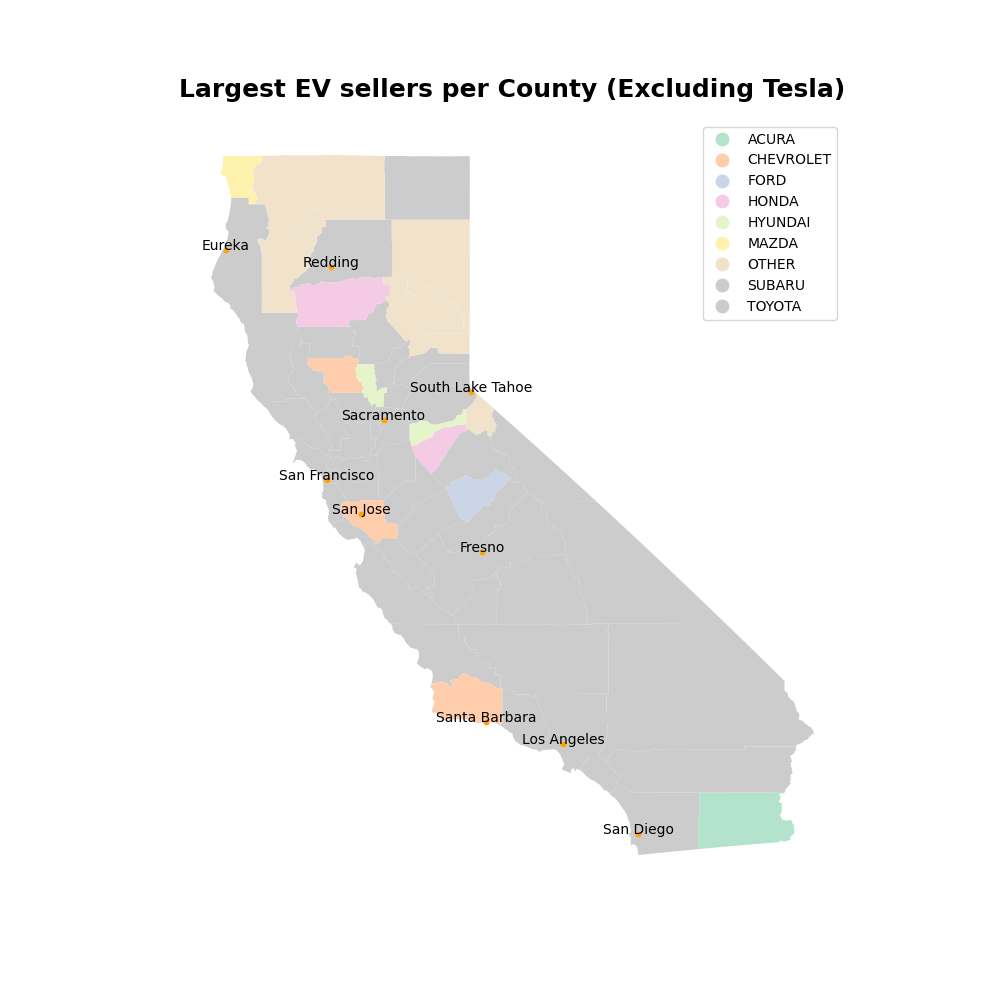 Largest EV sellers per County (Excluding Tesla)
ACURA
CHEVROLET
FORD
HONDA
HYUNDAI
MAZDA
OTHER
SUBARU
TOYOTA
Eureka
Redding
South Lake Tahoe
Sacramento
San Francisco
San Jose
Fresno
Santa Barbara
Los Angeles
San Diego